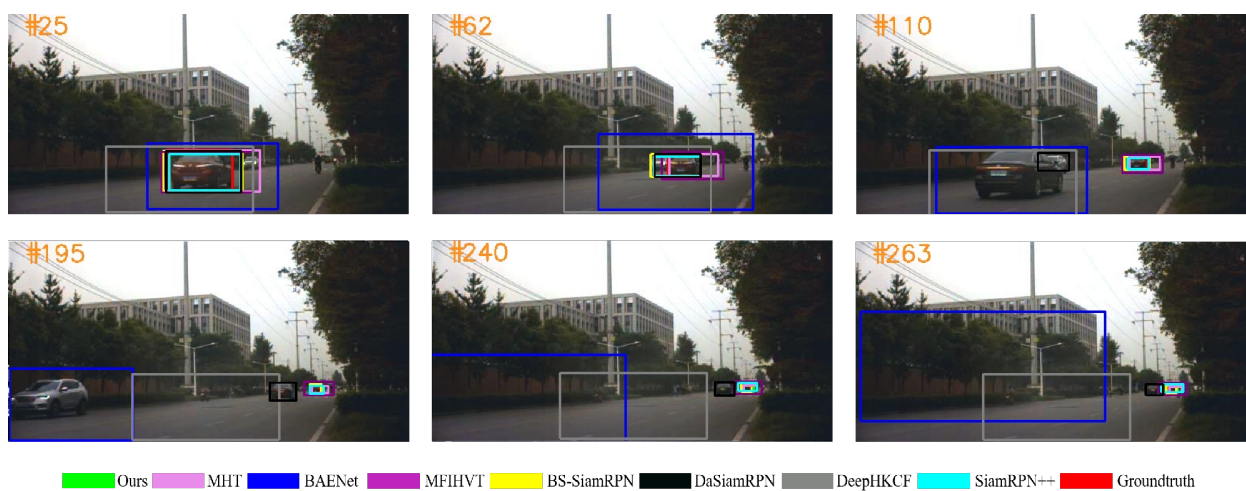 #25 #62 #110
#195 #240 #263
Ours MHT BAENet MFIHVT BS-SiamRPN DaSiamRPN DeepHKCF SiamRPN++ Groundtruth